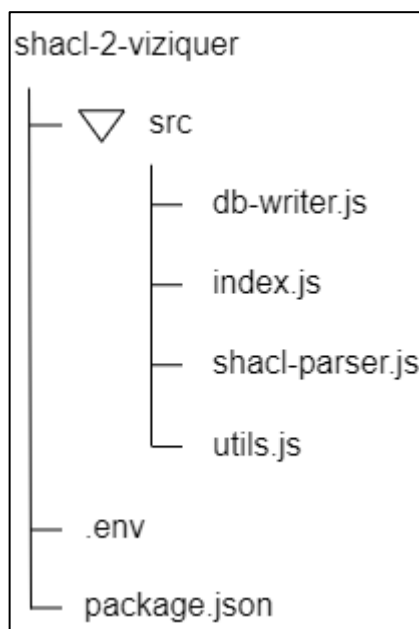 shacl-2-viziquer
src
db-writer.js
index.js
shacl-parser.js
utils.js
.env
package.json